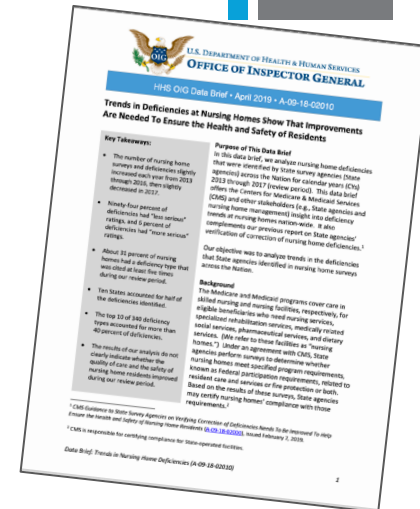 OIG
U.S. DEPARTMENT OF HEALTH & HUMAN SERVICES
OFFICE OF INSPECTOR GENERAL
HHS OIG Data Brief • April 2019 • A-09-18-02010
Trends in Deficiencies at Nursing Homes Show That Improvements
Are Needed To Ensure the Health and Safety of Residents
Key Takeaways:
• The number of nursing home
surveys and deficiencies slightly
increased each year from 2013
through 2016, then slightly
decreased in 2017.
• Ninety-four percent of
deficiencies had "less serious"
ratings, and 6 percent of
deficiencies had "more serious"
ratings.
• About 31 percent of nursing
homes had a deficiency type that
was cited at least five times
during our review period.
• Ten States accounted for half of
the deficiencies identified.
• The top 10 of 340 deficiency
types accounted for more than
40 percent of deficiencies.
• The results of our analysis do not
clearly indicate whether the
quality of care and the safety of
nursing home residents improved
during our review period.
Purpose of This Data Brief
In this data brief, we analyze nursing home deficiencies
that were identified by State survey agencies (State
agencies) across the Nation for calendar years (CYs)
2013 through 2017 (review period). This data brief
offers the Centers for Medicare & Medicaid Services
(CMS) and other stakeholders (e.g., State agencies and
nursing home management) insight into deficiency
trends at nursing homes nation-wide. It also
complements our previous report on State agencies'
verification of correction of nursing home deficiencies.1
Our objective was to analyze trends in the deficiencies
that State agencies identified in nursing home surveys
across the Nation.
Background
The Medicare and Medicaid programs cover care in
skilled nursing and nursing facilities, respectively, for
eligible beneficiaries who need nursing services,
specialized rehabilitation services, medically related
social services, pharmaceutical services, and dietary
services. (We refer to these facilities as "nursing
homes.") Under an agreement with CMS, State
agencies perform surveys to determine whether
nursing homes meet specified program requirements,
known as Federal participation requirements, related to
resident care and services or fire protection or both.
Based on the results of these surveys, State agencies
may certify nursing homes' compliance with those
requirements.2
1 CMS Guidance to State Survey Agencies on Verifying Correction of Deficiencies Needs To Be Improved To Help
Ensure the Health and Safety of Nursing Home Residents (A-09-18-02000), issued February 7, 2019.
2 CMS is responsible for certifying compliance for State-operated facilities.
Data Brief: Trends in Nursing Home Deficiencies (A-09-18-02010)
1